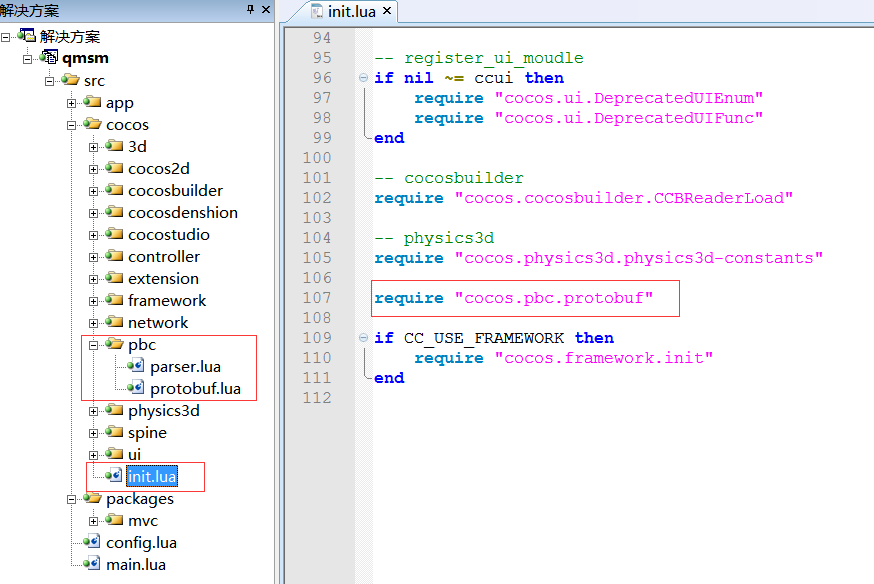 解决方案
解决方案
qmsm
src
app
cocos
3d
cocos2d
cocosbuilder
cocosdenshion
cocostudio
controller
extension
framework
network
pbc
parser.lua
protobuf.lua
physics3d
spine
ui
init.lua
packages
mvc
config.lua
main.lua
init.lua
94
95 -- register_ui_moudle
96 if nil ~= ccui then
97 require "cocos.ui.DeprecatedUIEnum"
98 require "cocos.ui.DeprecatedUIFunc"
99 end
100
101 -- cocosbuilder
102 require "cocos.cocosbuilder.CCBReaderLoad"
103
104 -- physics3d
105 require "cocos.physics3d.physics3d-constants"
106
107 require "cocos.pbc.protobuf"
108
109 if CC_USE_FRAMEWORK then
110 require "cocos.framework.init"
111 end
112